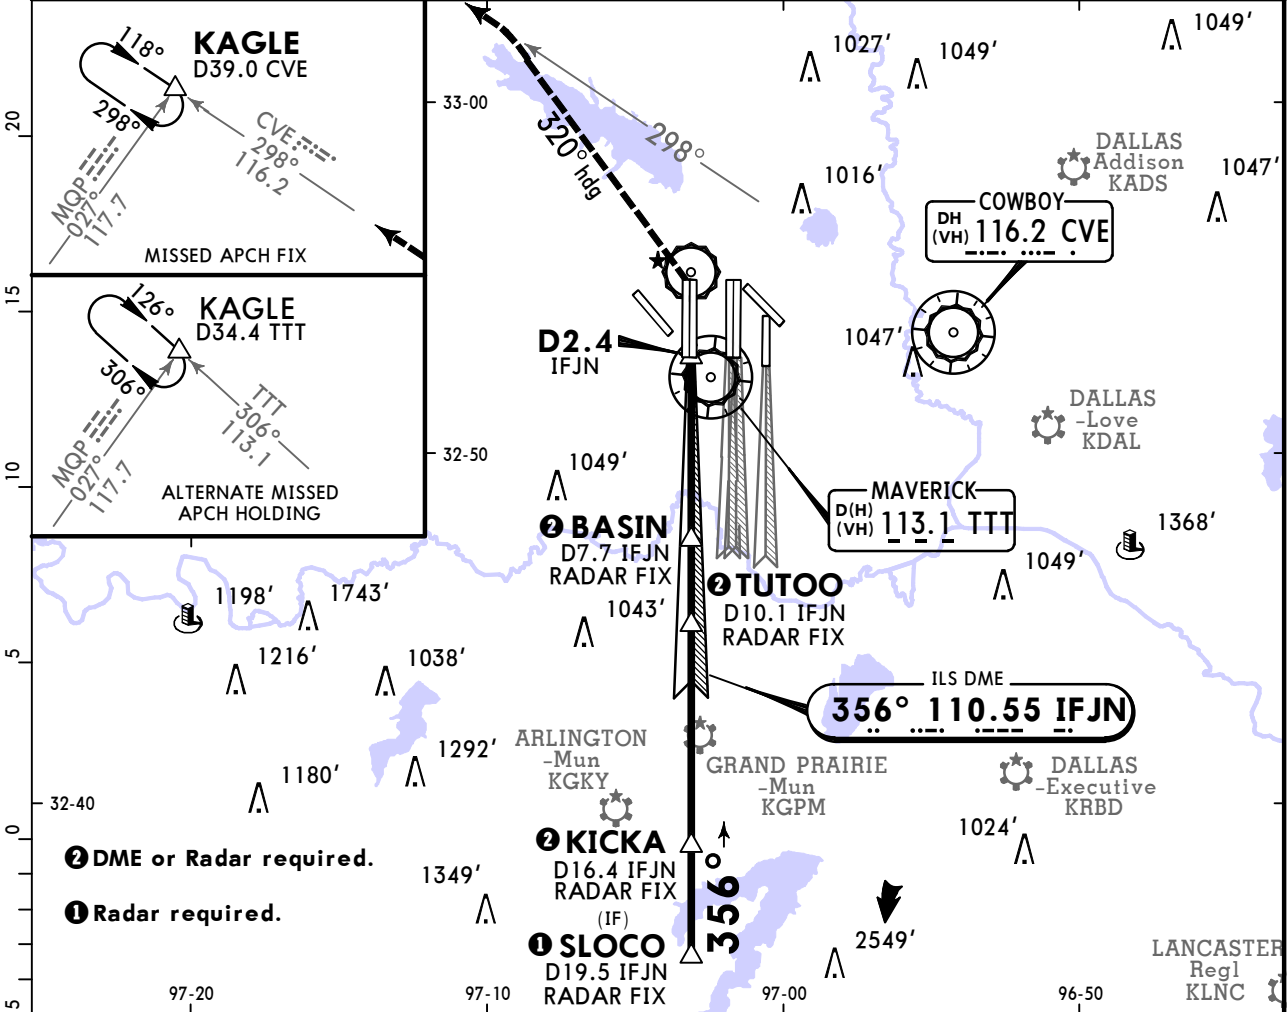 KAGLE
D39.0 CVE
118°
298°
CVE
298°
116.2
MQP
027°
117.7
MISSED APCH FIX
KAGLE
D34.4 TTT
126°
306°
TTT
306°
113.1
MQP
027°
117.7
ALTERNATE MISSED
APCH HOLDING
20
15
10
5
0
5
33-00
32-50
32-40
97-20
97-10
97-00
96-50
320° hdg
298°
1027'
1049'
1049'
1016'
1047'
DALLAS
Addison
KADS
COWBOY
DH
(VH) 116.2 CVE
1047'
D2.4
IFJN
DALLAS
-Love
KDAL
1049'
MAVERICK
D(H)
(VH) 113.1 TTT
2 BASIN
D7.7 IFJN
RADAR FIX
1368'
1049'
1043'
2 TUTOO
D10.1 IFJN
RADAR FIX
1198'
1743'
1216'
1038'
ILS DME
356° 110.55 IFJN
ARLINGTON
-Mun
KGKY
1292'
1180'
GRAND PRAIRIE
-Mun
KGPM
DALLAS
-Executive
KRBD
1024'
2 KICKA
D16.4 IFJN
RADAR FIX
2 DME or Radar required.
1 Radar required.
1349'
(IF)
1 SLOCO
D19.5 IFJN
RADAR FIX
356°
2549'
LANCASTER
Regl
KLNC